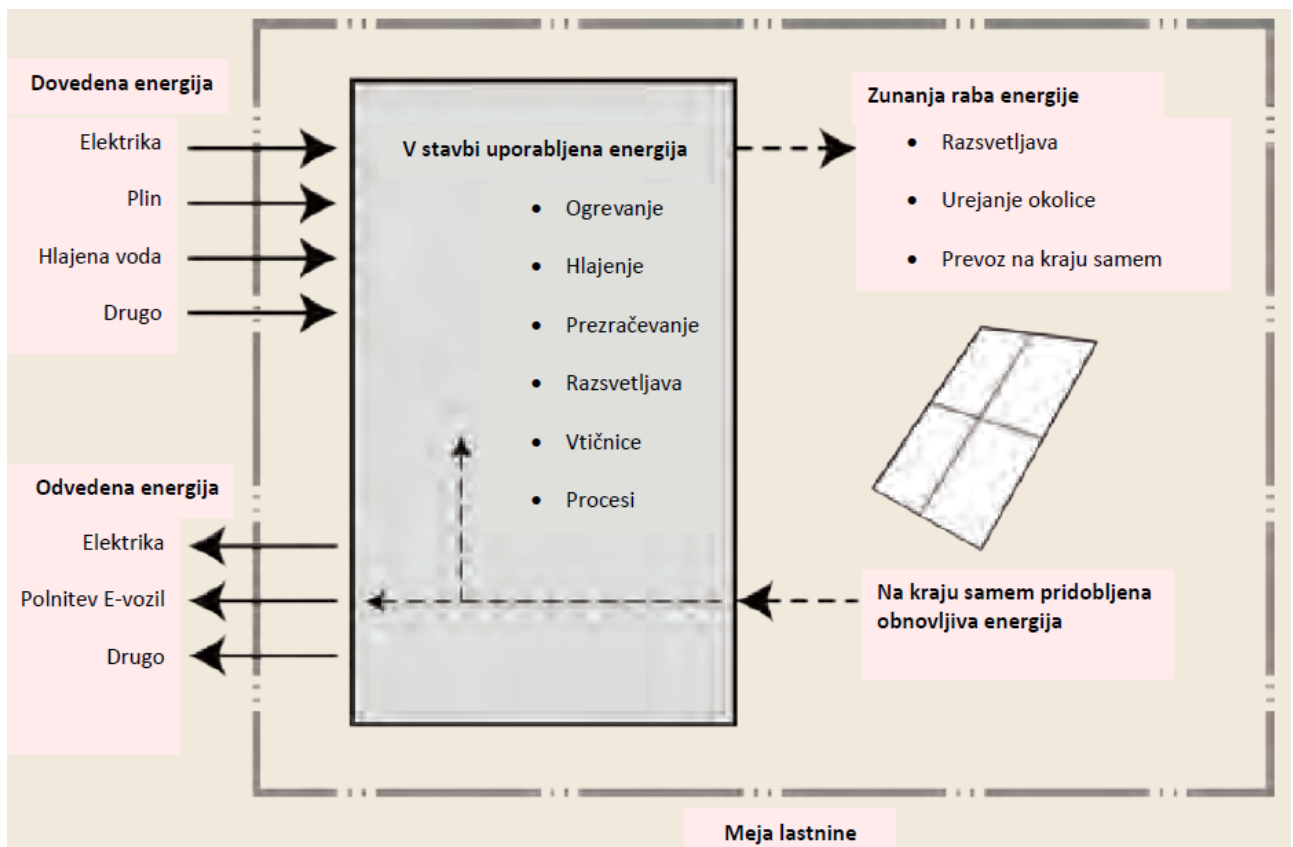 Dovedena energija
Elektrika
Plin
Hlajena voda
Drugo
Odvedena energija
Elektrika
Polnitev E-vozil
Drugo
V stavbi uporabljena energija
• Ogrevanje
• Hlajenje
• Prezračevanje
• Razsvetljava
• Vtičnice
• Procesi
Zunanja raba energije
• Razsvetljava
• Urejanje okolice
• Prevoz na kraju samem
Na kraju samem pridobljena
obnovljiva energija
Meja lastnine